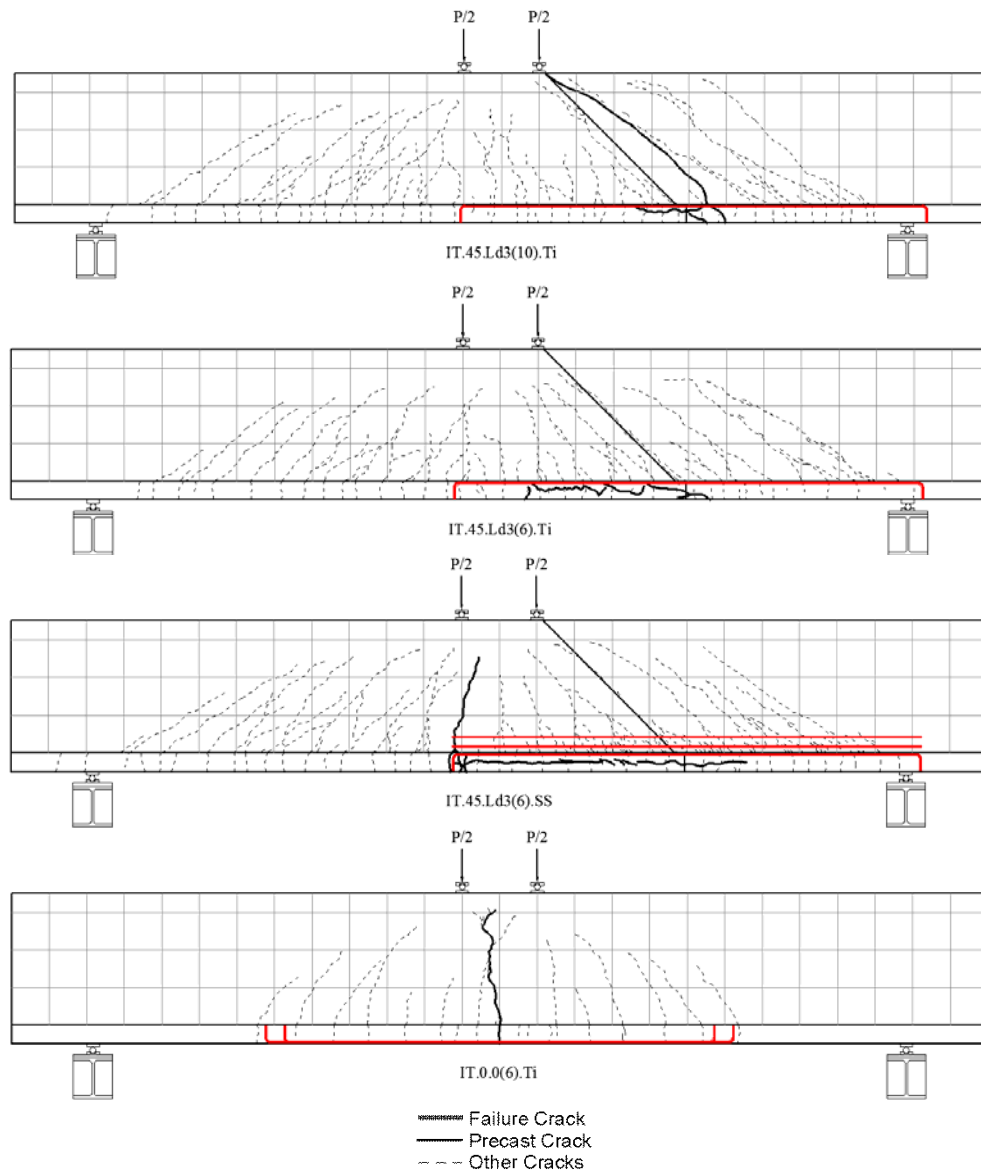 P/2 P/2
IT.45.Ld3(10).Ti
P/2 P/2
IT.45.Ld3(6).Ti
P/2 P/2
IT.45.Ld3(6).SS
P/2 P/2
IT.0.0(6).Ti
Failure Crack
Precast Crack
Other Cracks